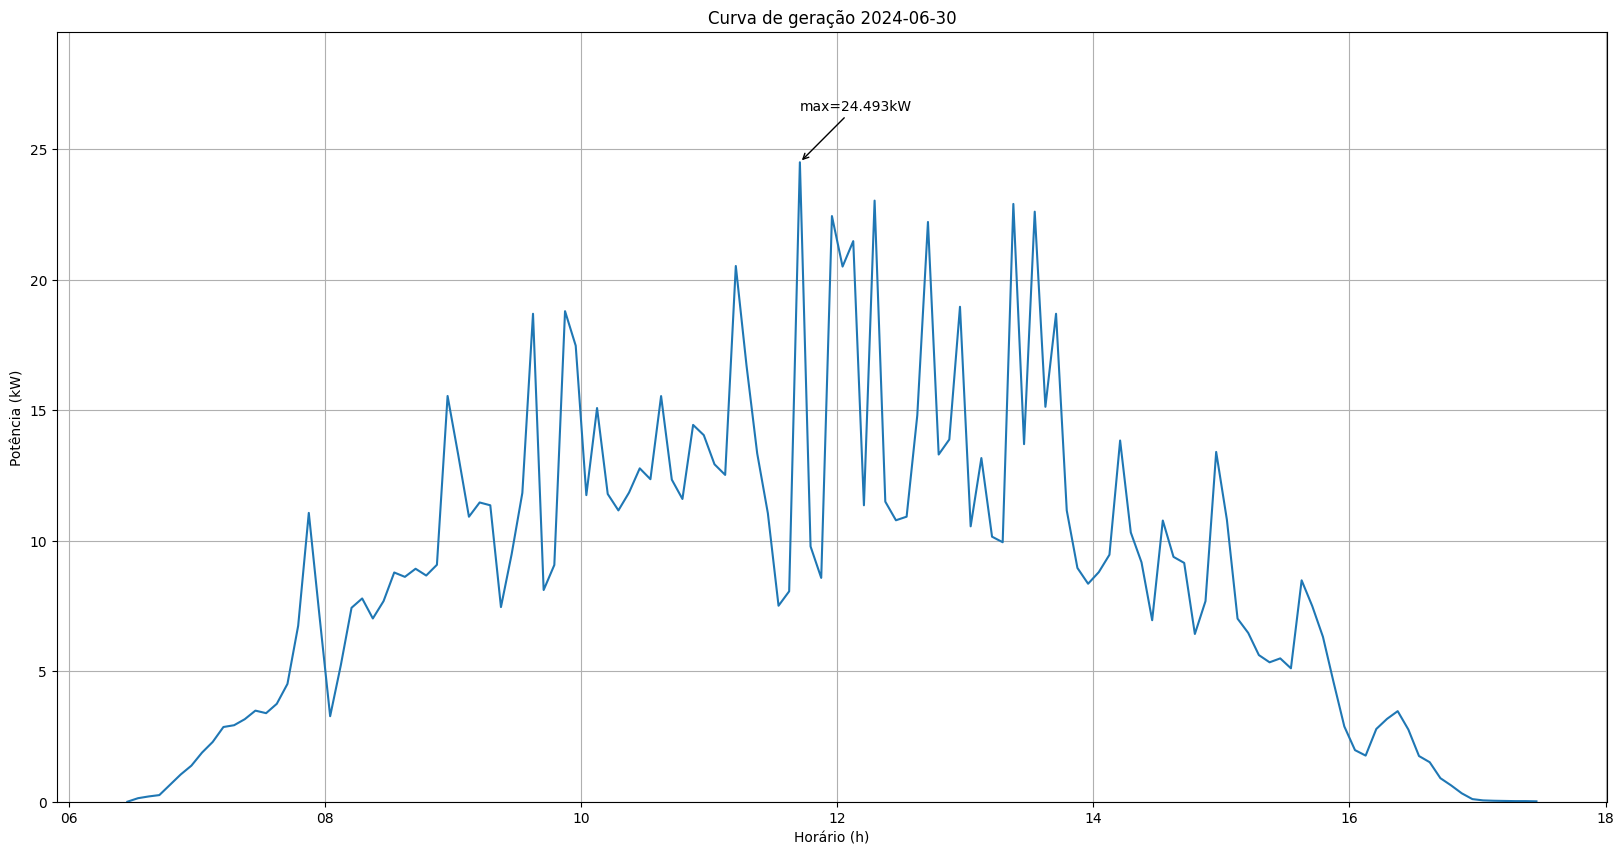 Curva de geração 2024-06-30
max=24.493kW
Potência (kW)
25
20
15
10
5
0
06 08 10 12 14 16 18
Horário (h)